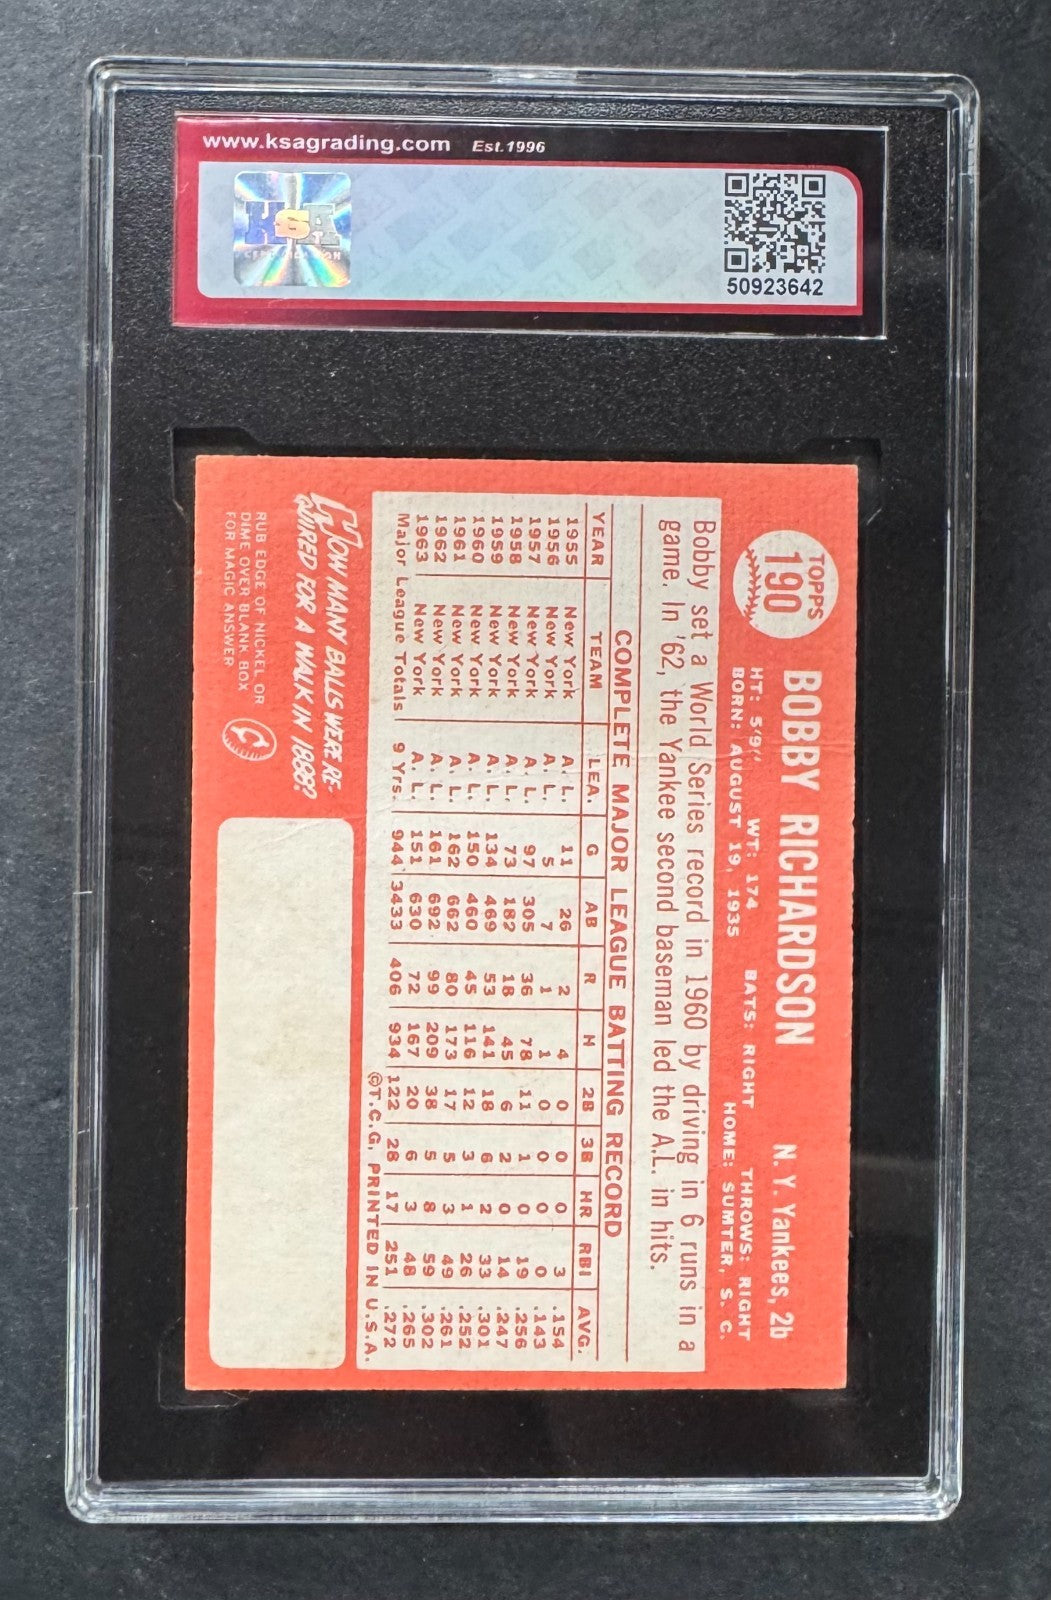 www.ksagrading.com Est.1996
KSA
CERTIFICATION
50923642
TOPPS
190
BOBBY RICHARDSON N. Y. Yankees, 2b
HT: 5'9" WT: 174 BATS: RIGHT THROWS: RIGHT
BORN: AUGUST 19, 1935 HOME: SUMTER, S. C.
Bobby set a World Series record in 1960 by driving in 6 runs in a
game. In '62, the Yankee second baseman led the A.L. in hits.
COMPLETE MAJOR LEAGUE BATTING RECORD
YEAR TEAM LEA. G AB R H 2B 3B HR RBI AVG.
1955 New York A. L. 11 26 2 4 0 0 0 3 .154
1956 New York A. L. 5 7 1 1 0 0 0 0 .143
1957 New York A. L. 97 305 36 78 11 1 0 19 .256
1958 New York A. L. 73 182 18 45 6 2 0 14 .247
1959 New York A. L. 134 469 53 141 18 6 2 33 .301
1960 New York A. L. 150 460 45 116 12 3 1 26 .252
1961 New York A. L. 162 662 80 173 17 5 3 49 .261
1962 New York A. L. 161 692 99 209 38 5 8 59 .302
1963 New York A. L. 151 630 72 167 20 6 3 48 .265
Major League Totals 9 Yrs. 944 3433 406 934 122 28 17 251 .272
©T.C.G. PRINTED IN U.S.A.
HOW MANY BALLS WERE RE-
QUIRED FOR A WALK IN 1888?
RUB EDGE OF NICKEL OR
DIME OVER BLANK BOX
FOR MAGIC ANSWER